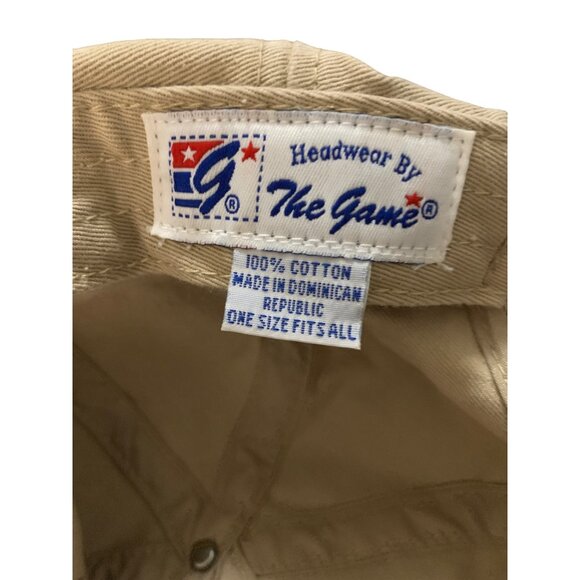 G®
Headwear By
The Game®
100% COTTON
MADE IN DOMINICAN
REPUBLIC
ONE SIZE FITS ALL